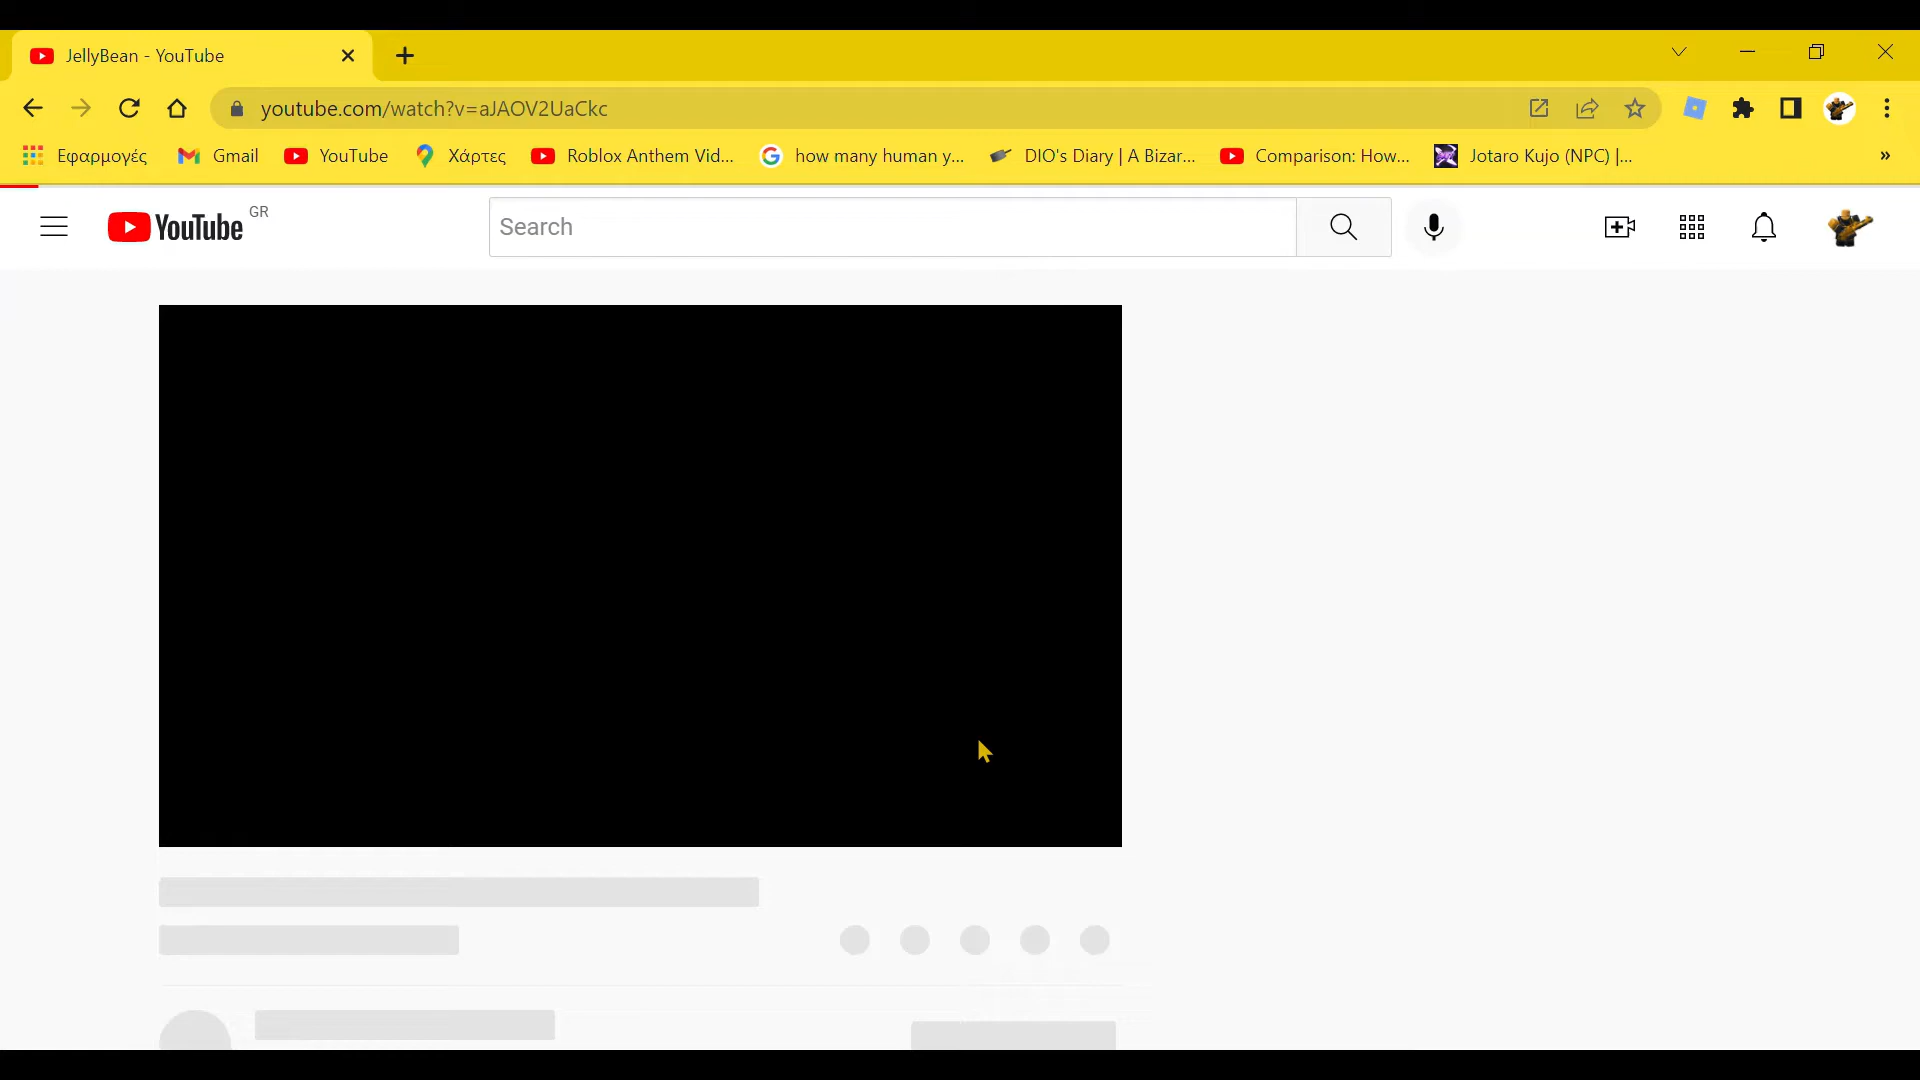 JellyBean - YouTube
youtube.com/watch?v=aJAOV2UaCkc
Εφαρμογές Gmail YouTube Χάρτες Roblox Anthem Vid... how many human y... DIO's Diary | A Bizar... Comparison: How... Jotaro Kujo (NPC) |... »
YouTube GR Search